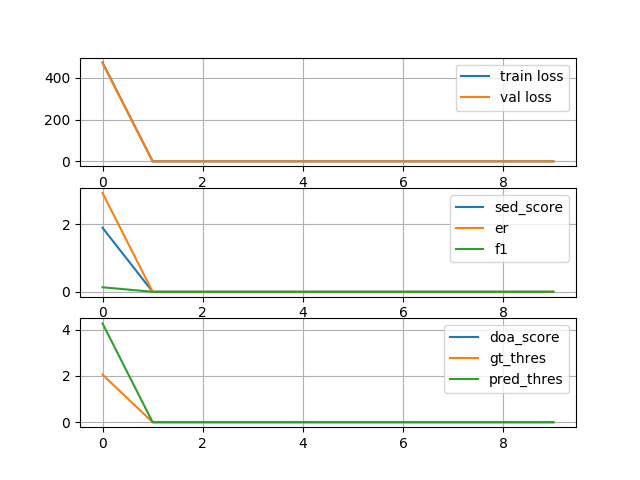 400
200
0
train loss
val loss
0 2 4 6 8
2
0
sed_score
er
f1
0 2 4 6 8
4
2
0
doa_score
gt_thres
pred_thres
0 2 4 6 8